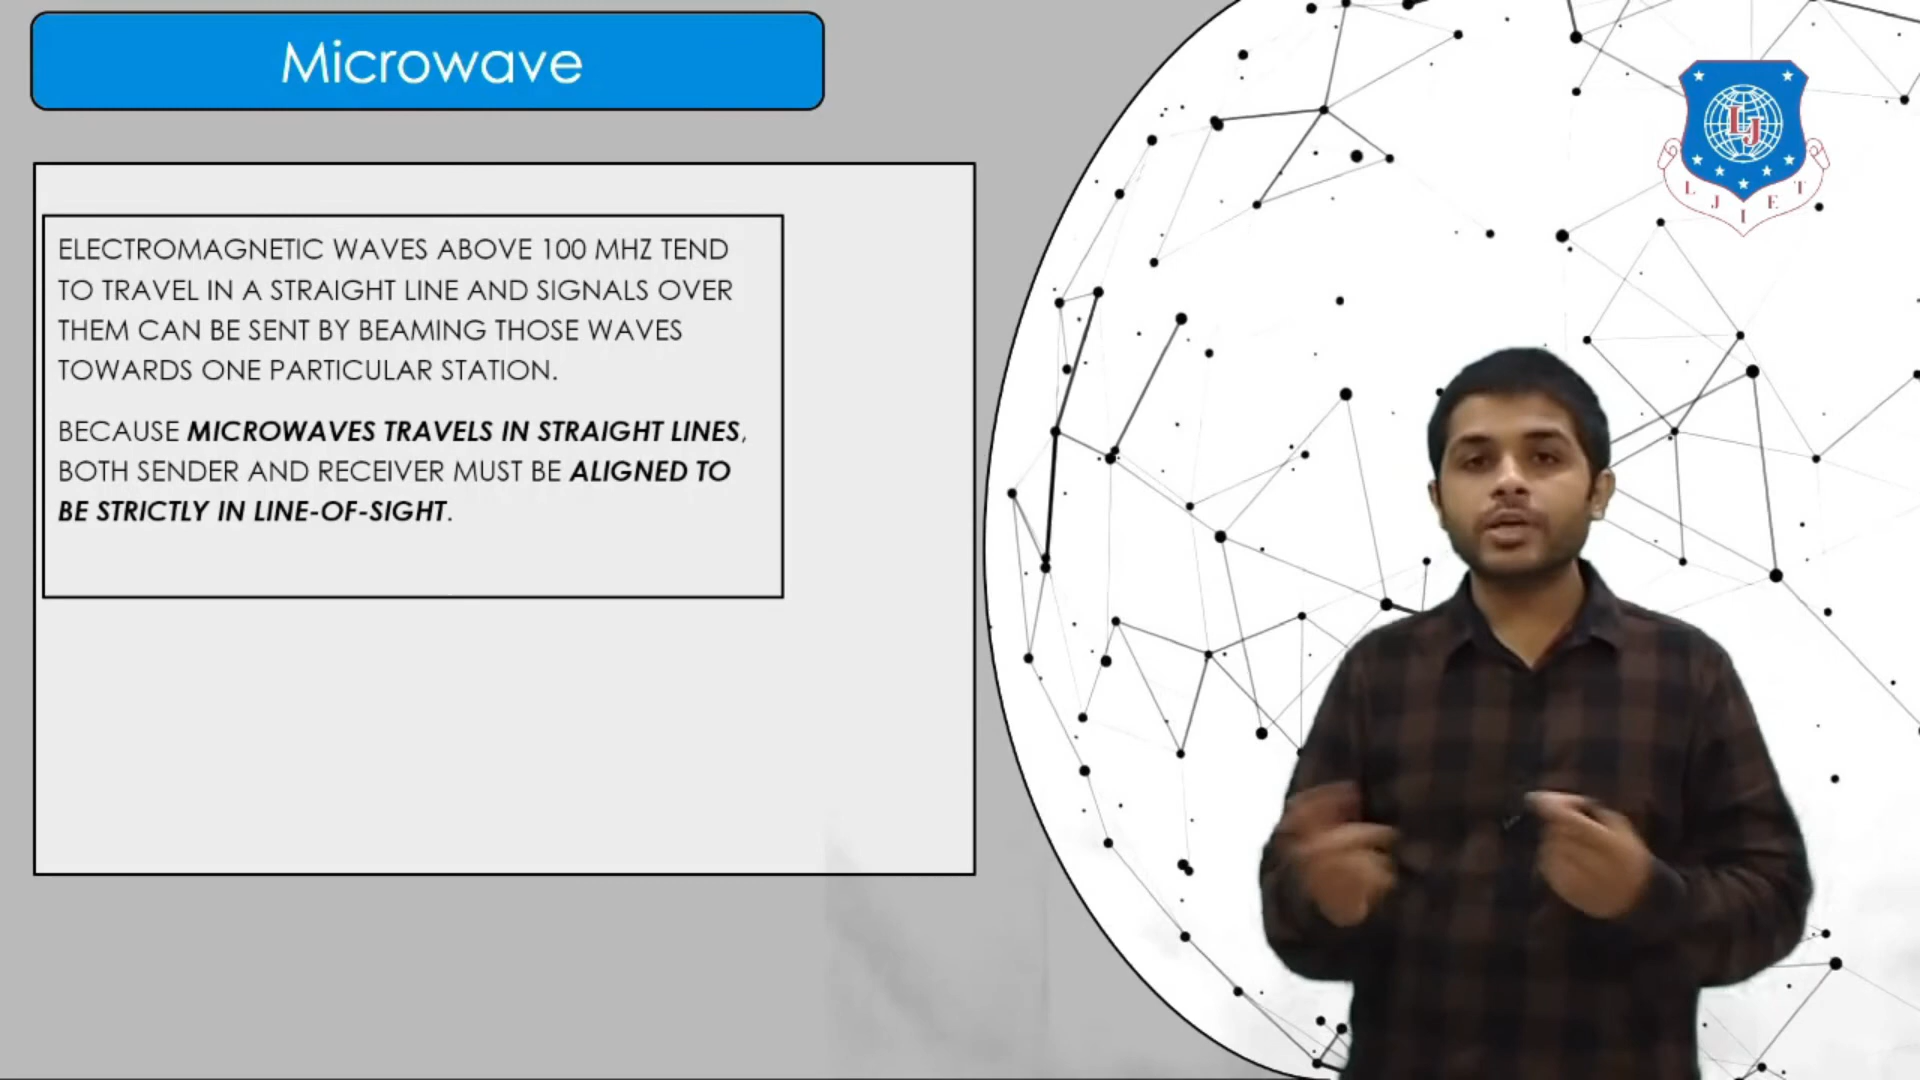 Microwave
ELECTROMAGNETIC WAVES ABOVE 100 MHZ TEND
TO TRAVEL IN A STRAIGHT LINE AND SIGNALS OVER
THEM CAN BE SENT BY BEAMING THOSE WAVES
TOWARDS ONE PARTICULAR STATION.
BECAUSE MICROWAVES TRAVELS IN STRAIGHT LINES,
BOTH SENDER AND RECEIVER MUST BE ALIGNED TO
BE STRICTLY IN LINE-OF-SIGHT.
LJ
L J I E T